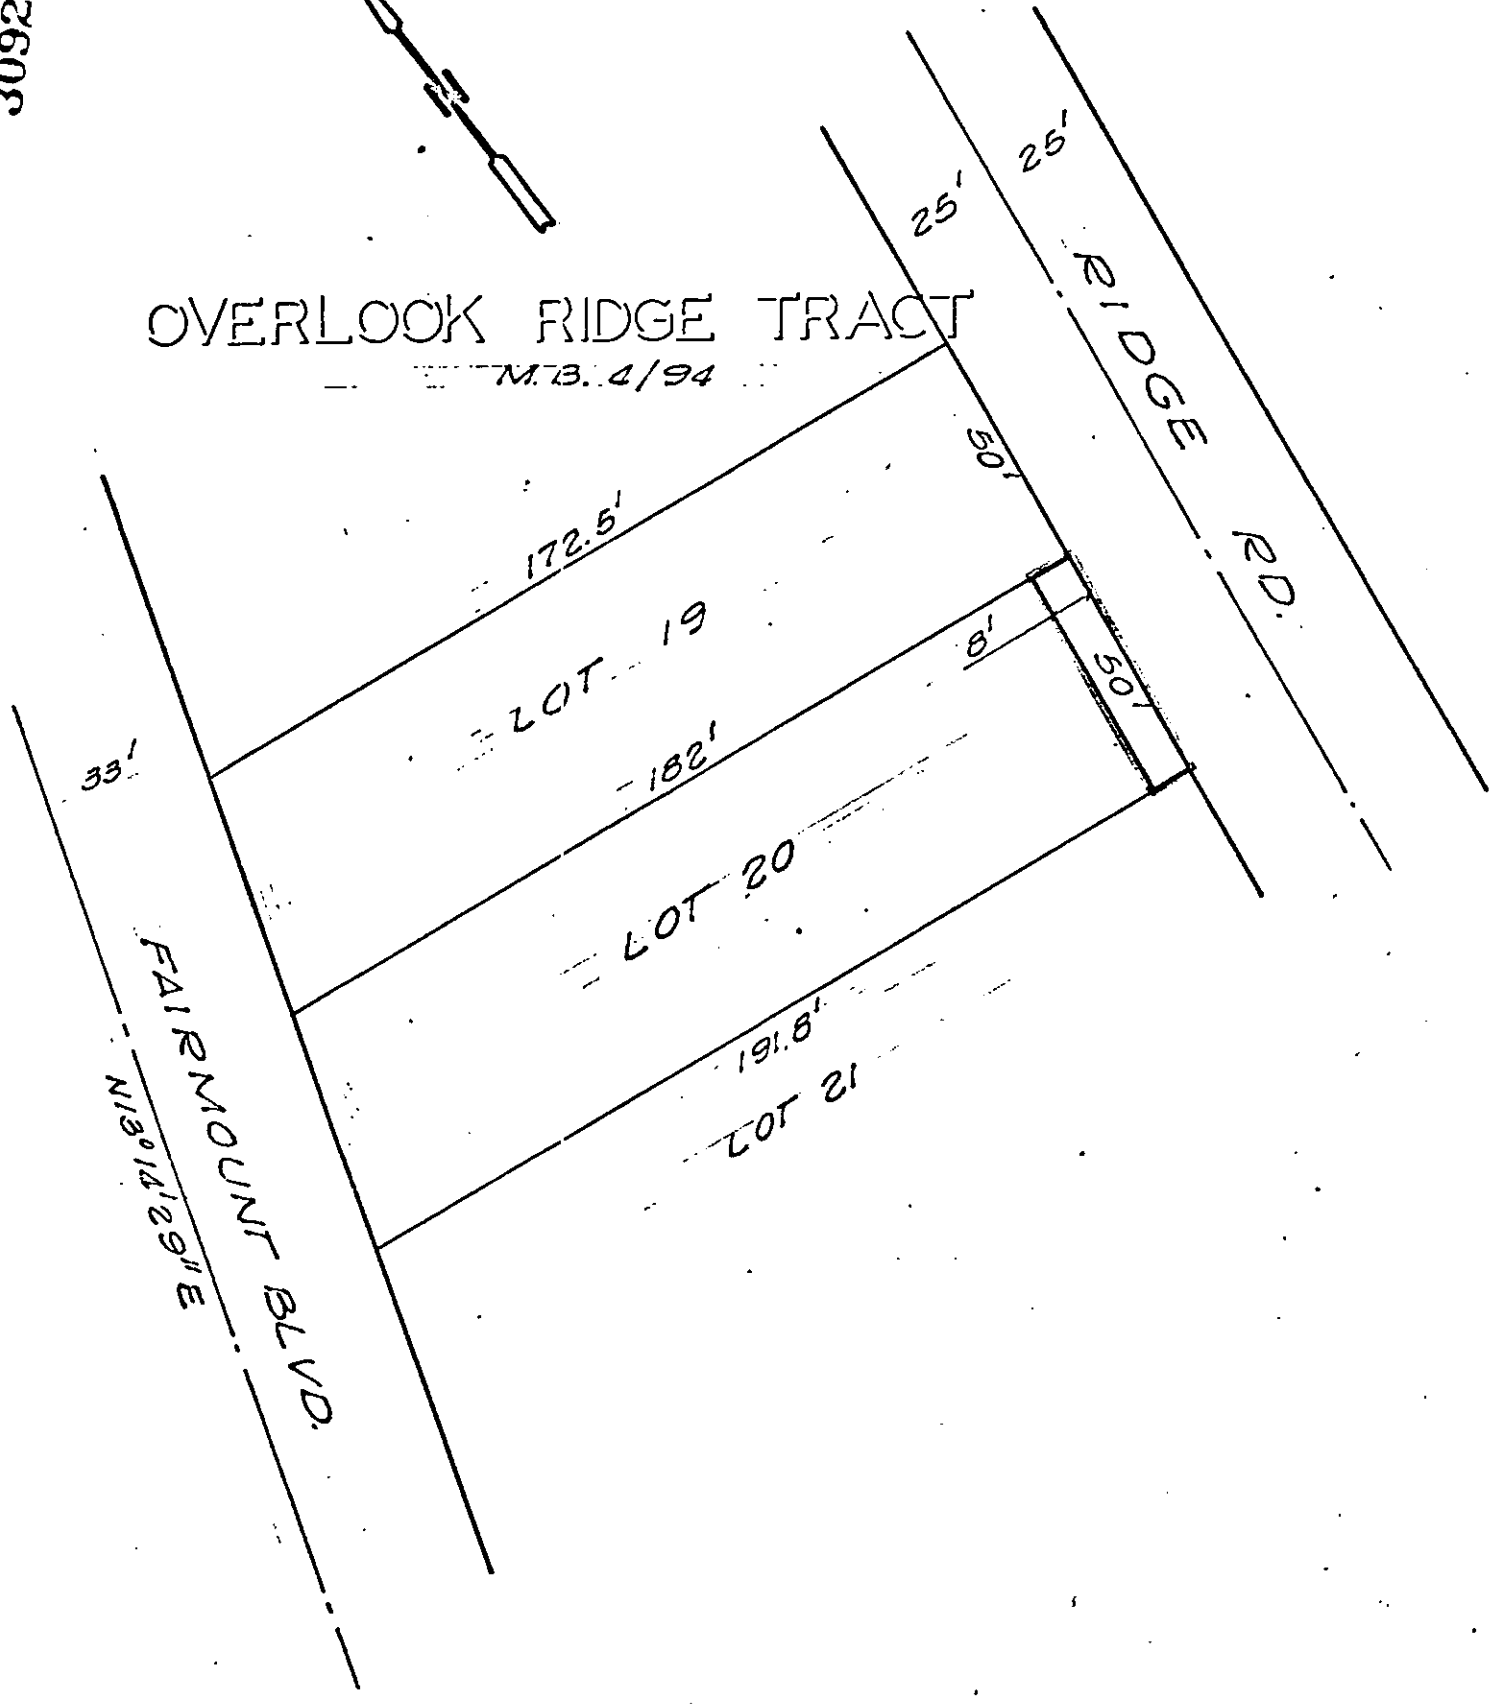 3092
25'
25'
RIDGE RD.
OVERLOOK RIDGE TRACT
M.B. 4/94
50'
172.5'
LOT 19
8'
50'
182'
33'
LOT 20
191.8'
LOT 21
FAIRMOUNT BLVD.
N13°14'29"E